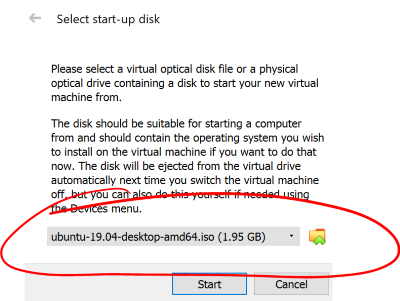 Select start-up disk
Please select a virtual optical disk file or a physical
optical drive containing a disk to start your new virtual
machine from.
The disk should be suitable for starting a computer
from and should contain the operating system you wish
to install on the virtual machine if you want to do that
now. The disk will be ejected from the virtual drive
automatically next time you switch the virtual machine
off, but you can also do this yourself if needed using
the Devices menu.
ubuntu-19.04-desktop-amd64.iso (1.95 GB)
Start Cancel